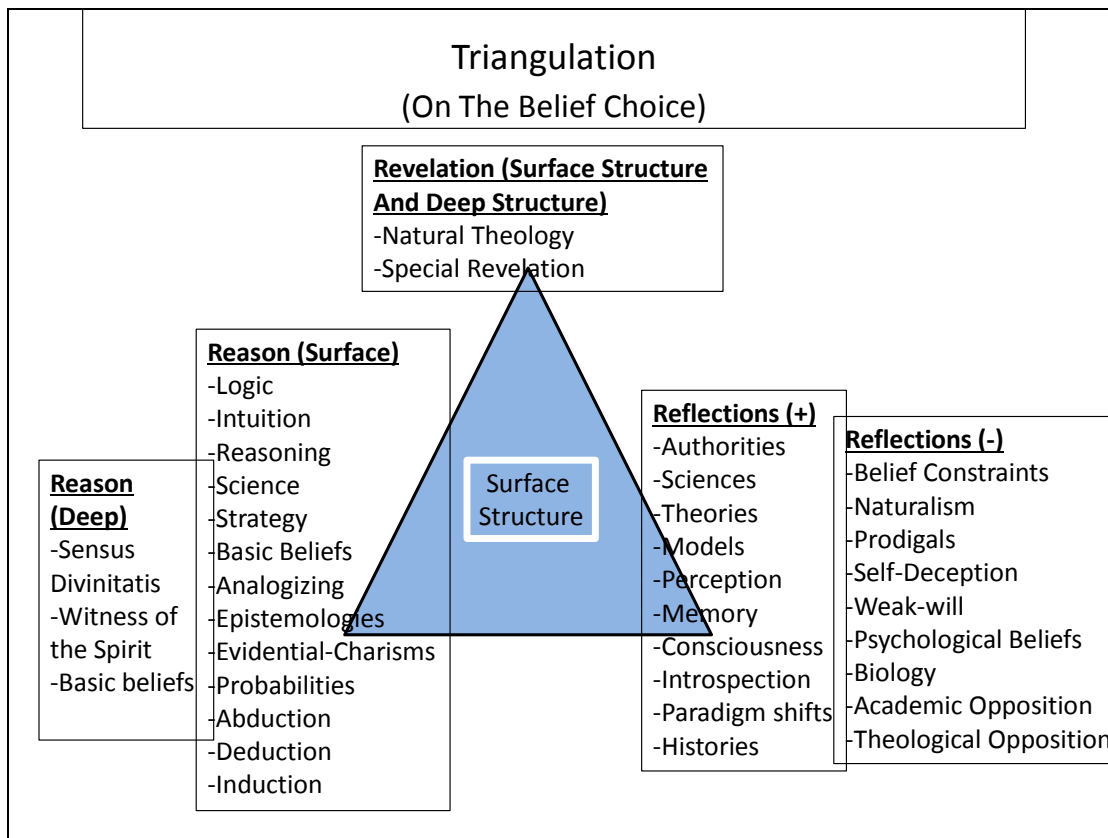 Triangulation
(On The Belief Choice)
Revelation (Surface Structure
And Deep Structure)
-Natural Theology
-Special Revelation
Reason (Surface)
-Logic
-Intuition
-Reasoning
-Science
-Strategy
-Basic Beliefs
-Analogizing
-Epistemologies
-Evidential-Charisms
-Probabilities
-Abduction
-Deduction
-Induction
Reason
(Deep)
-Sensus
Divinitatis
-Witness of
the Spirit
-Basic beliefs
Surface
Structure
Reflections (+)
-Authorities
-Sciences
-Theories
-Models
-Perception
-Memory
-Consciousness
-Introspection
-Paradigm shifts
-Histories
Reflections (-)
-Belief Constraints
-Naturalism
-Prodigals
-Self-Deception
-Weak-will
-Psychological Beliefs
-Biology
-Academic Opposition
-Theological Opposition